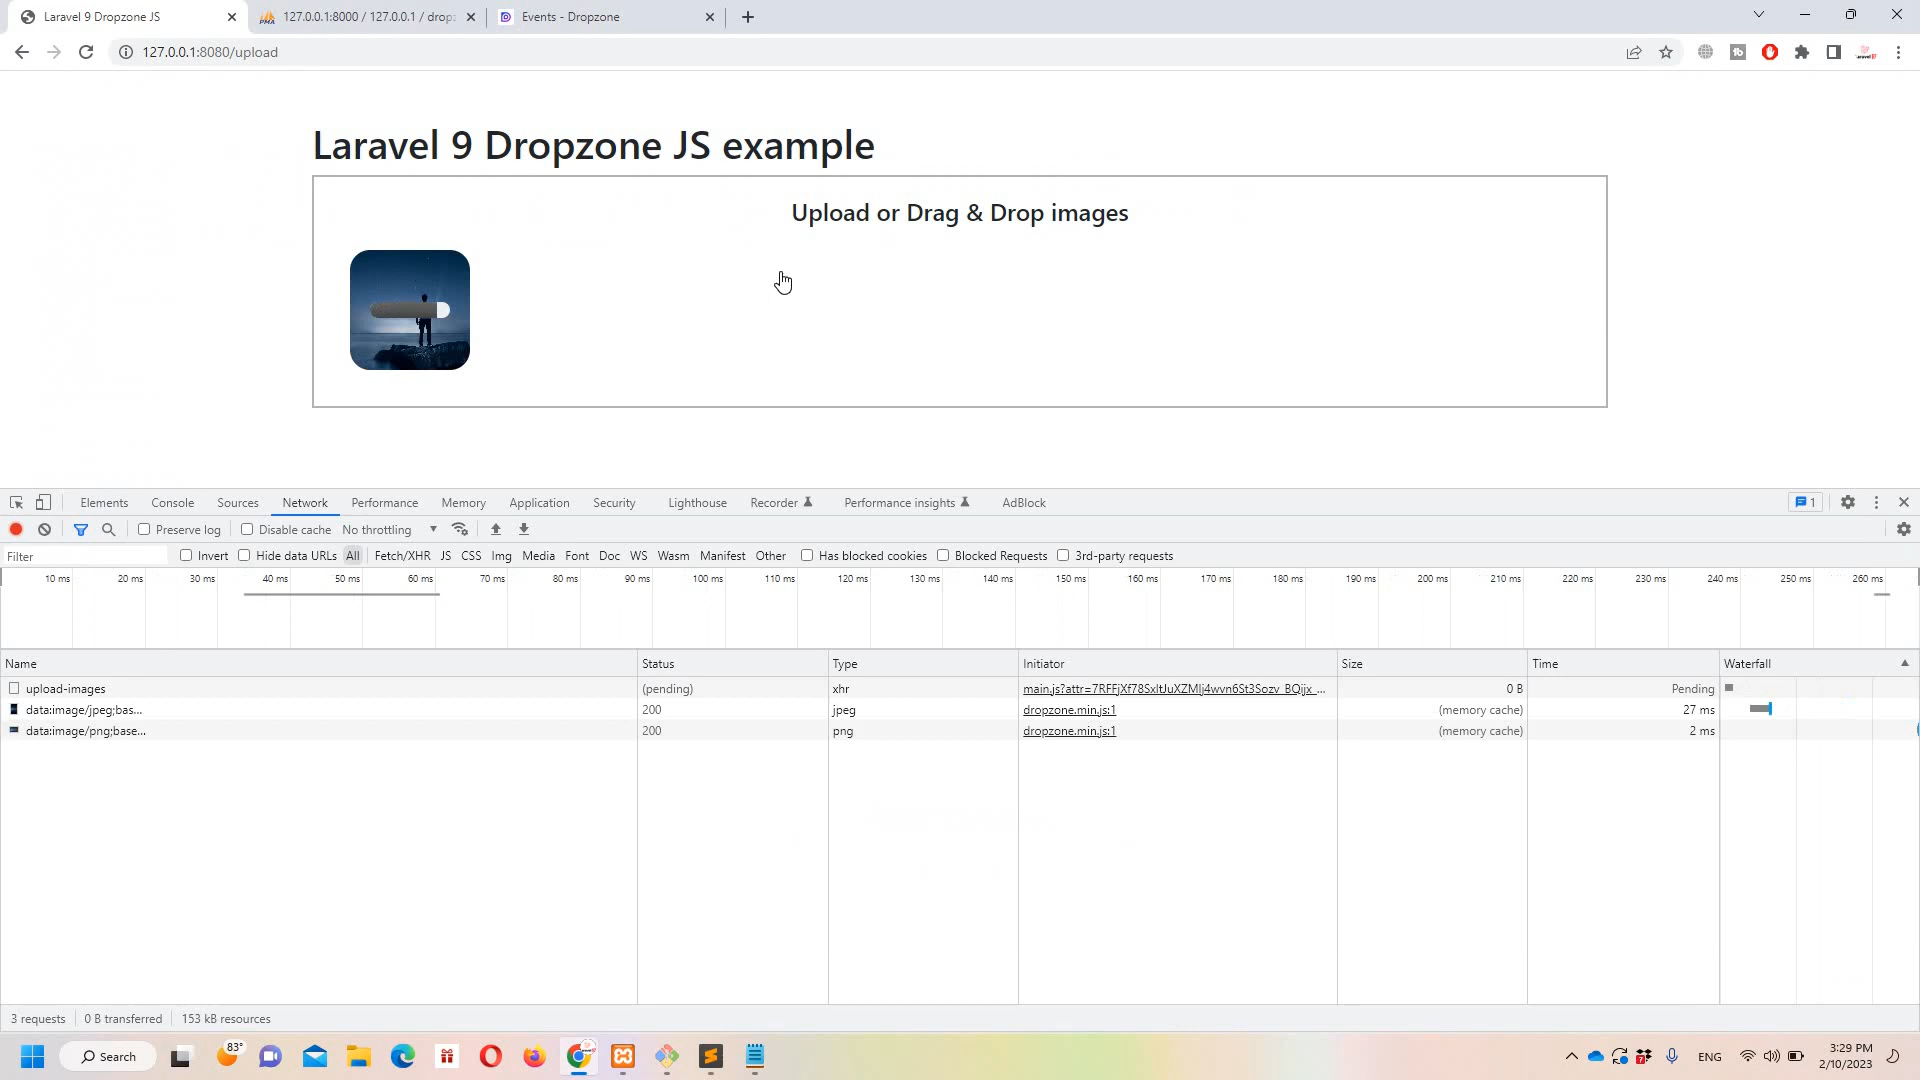 Laravel 9 Dropzone JS
127.0.0.1:8000 / 127.0.0.1 / drop
Events - Dropzone
127.0.0.1:8080/upload
Laravel 9 Dropzone JS example
Upload or Drag & Drop images
Elements Console Sources Network Performance Memory Application Security Lighthouse Recorder Performance insights AdBlock 1
Preserve log Disable cache No throttling
Filter Invert Hide data URLs All Fetch/XHR JS CSS Img Media Font Doc WS Wasm Manifest Other Has blocked cookies Blocked Requests 3rd-party requests
10 ms 20 ms 30 ms 40 ms 50 ms 60 ms 70 ms 80 ms 90 ms 100 ms 110 ms 120 ms 130 ms 140 ms 150 ms 160 ms 170 ms 180 ms 190 ms 200 ms 210 ms 220 ms 230 ms 240 ms 250 ms 260 ms
Name Status Type Initiator Size Time Waterfall
upload-images (pending) xhr 0 B Pending
data:image/jpeg;bas... 200 jpeg dropzone.min.js:1 (memory cache) 27 ms
data:image/png;base... 200 png dropzone.min.js:1 (memory cache) 2 ms
3 requests 0 B transferred 153 kB resources
Search 83° ENG 3:29 PM
2/10/2023